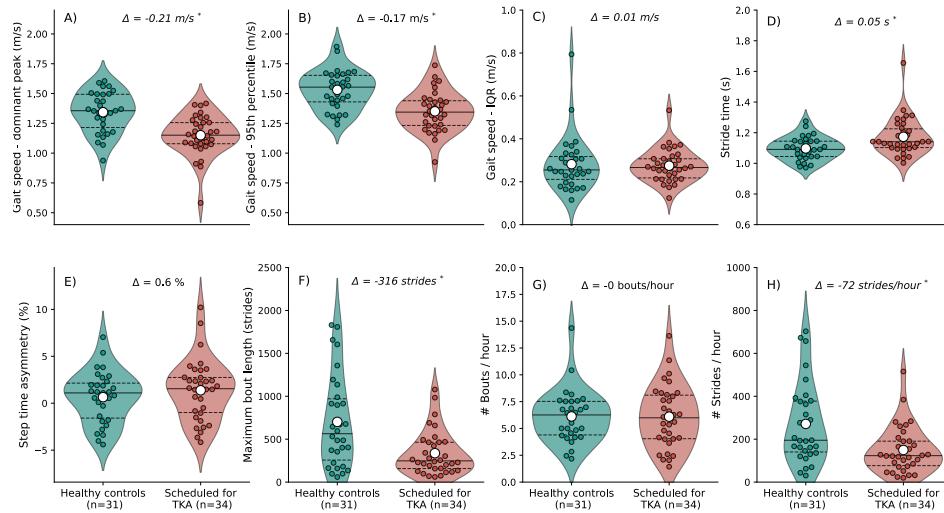 A)
Δ = -0.21 m/s *
Gait speed - dominant peak (m/s)
2.00
1.75
1.50
1.25
1.00
0.75
0.50
B)
Δ = -0.17 m/s *
Gait speed - 95th percentile (m/s)
2.00
1.75
1.50
1.25
1.00
0.75
0.50
C)
Δ = 0.01 m/s
Gait speed - IQR (m/s)
1.0
0.8
0.6
0.4
0.2
0.0
D)
Δ = 0.05 s *
Stride time (s)
2.0
1.8
1.6
1.4
1.2
1.0
0.8
0.6
E)
Δ = 0.6 %
Step time asymmetry (%)
10
5
0
−5
Healthy controls
(n=31)
Scheduled for
TKA (n=34)
F)
Δ = -316 strides *
Maximum bout length (strides)
2500
2000
1500
1000
500
0
Healthy controls
(n=31)
Scheduled for
TKA (n=34)
G)
Δ = -0 bouts/hour
# Bouts / hour
20.0
17.5
15.0
12.5
10.0
7.5
5.0
2.5
0.0
Healthy controls
(n=31)
Scheduled for
TKA (n=34)
H)
Δ = -72 strides/hour *
# Strides / hour
1000
800
600
400
200
0
Healthy controls
(n=31)
Scheduled for
TKA (n=34)